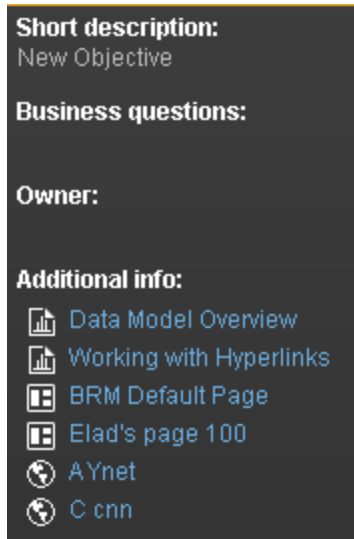 Short description:
New Objective
Business questions:
Owner:
Additional info:
Data Model Overview
Working with Hyperlinks
BRM Default Page
Elad's page 100
AYnet
C cnn